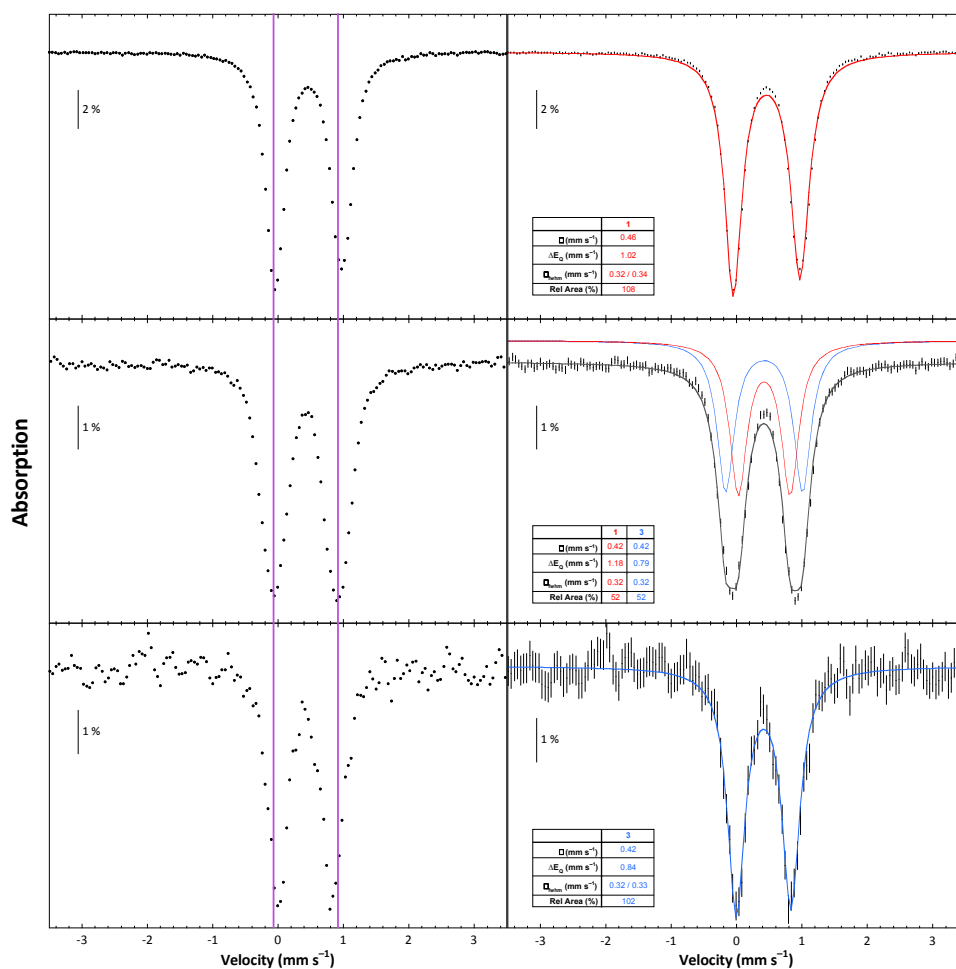 2 %
2 %
1
□ (mm s⁻¹) 0.46
ΔE_Q (mm s⁻¹) 1.02
□_fwhm (mm s⁻¹) 0.32 / 0.34
Rel Area (%) 108
Absorption
1 %
1 %
1 3
□ (mm s⁻¹) 0.42 0.42
ΔE_Q (mm s⁻¹) 1.18 0.79
□_fwhm (mm s⁻¹) 0.32 0.32
Rel Area (%) 52 52
1 %
1 %
3
□ (mm s⁻¹) 0.42
ΔE_Q (mm s⁻¹) 0.84
□_fwhm (mm s⁻¹) 0.32 / 0.33
Rel Area (%) 102
-3 -2 -1 0 1 2 3
-3 -2 -1 0 1 2 3
Velocity (mm s⁻¹)
Velocity (mm s⁻¹)